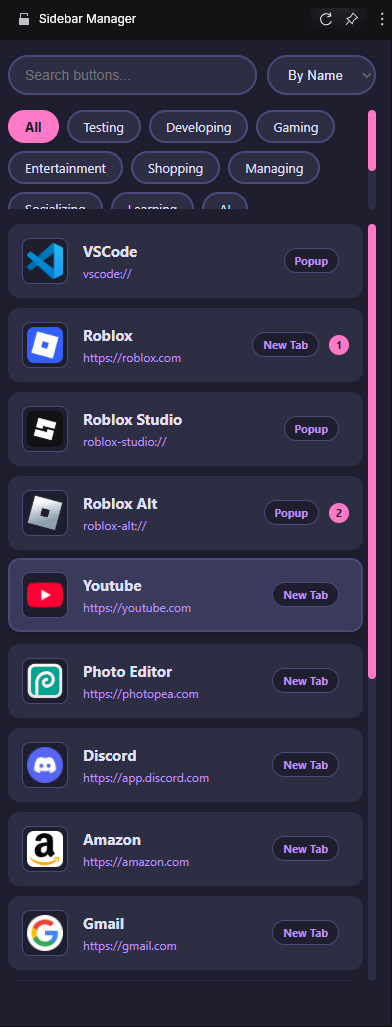 Sidebar Manager
Search buttons...
By Name
All Testing Developing Gaming
Entertainment Shopping Managing
Socializing Learning AI
VSCode
vscode://
Popup
Roblox
https://roblox.com
New Tab
1
Roblox Studio
roblox-studio://
Popup
Roblox Alt
roblox-alt://
Popup
2
Youtube
https://youtube.com
New Tab
Photo Editor
https://photopea.com
New Tab
Discord
https://app.discord.com
New Tab
Amazon
https://amazon.com
New Tab
Gmail
https://gmail.com
New Tab